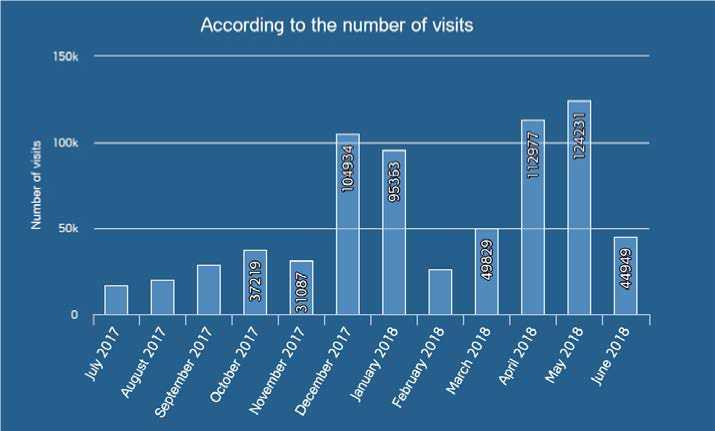 According to the number of visits
150k
100k
50k
0
Number of visits
37219
31087
104934
95353
49829
112977
124231
44949
July 2017
August 2017
September 2017
October 2017
November 2017
December 2017
January 2018
February 2018
March 2018
April 2018
May 2018
June 2018